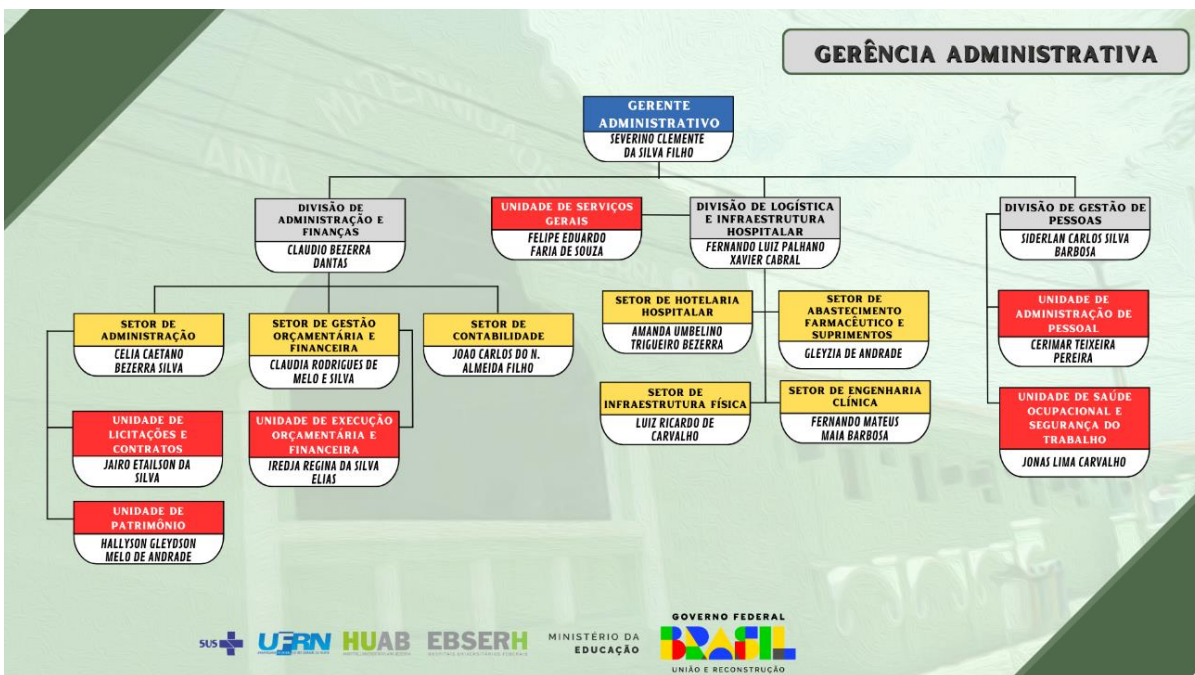 GERÊNCIA ADMINISTRATIVA
GERENTE
ADMINISTRATIVO
SEVERINO CLEMENTE
DA SILVA FILHO
DIVISÃO DE
ADMINISTRAÇÃO E
FINANÇAS
CLAUDIO BEZERRA
DANTAS
UNIDADE DE SERVIÇOS
GERAIS
FELIPE EDUARDO
FARIA DE SOUZA
DIVISÃO DE LOGÍSTICA
E INFRAESTRUTURA
HOSPITALAR
FERNANDO LUIZ PALHANO
XAVIER CABRAL
DIVISÃO DE GESTÃO DE
PESSOAS
SIDERLAN CARLOS SILVA
BARBOSA
SETOR DE
ADMINISTRAÇÃO
CELIA CAETANO
BEZERRA SILVA
SETOR DE GESTÃO
ORÇAMENTÁRIA E
FINANCEIRA
CLAUDIA RODRIGUES DE
MELO E SILVA
SETOR DE
CONTABILIDADE
JOAO CARLOS DO N.
ALMEIDA FILHO
SETOR DE HOTELARIA
HOSPITALAR
AMANDA UMBELINO
TRIGUEIRO BEZERRA
SETOR DE
ABASTECIMENTO
FARMACÊUTICO E
SUPRIMENTOS
GLEYZIA DE ANDRADE
UNIDADE DE
ADMINISTRAÇÃO DE
PESSOAL
CERIMAR TEIXEIRA
PEREIRA
UNIDADE DE
LICITAÇÕES E
CONTRATOS
JAIRO ETAILSON DA
SILVA
UNIDADE DE EXECUÇÃO
ORÇAMENTÁRIA E
FINANCEIRA
IREDJA REGINA DA SILVA
ELIAS
SETOR DE
INFRAESTRUTURA FÍSICA
LUIZ RICARDO DE
CARVALHO
SETOR DE ENGENHARIA
CLÍNICA
FERNANDO MATEUS
MAIA BARBOSA
UNIDADE DE SAÚDE
OCUPACIONAL E
SEGURANÇA DO
TRABALHO
JONAS LIMA CARVALHO
UNIDADE DE
PATRIMÔNIO
HALLYSON GLEYDSON
MELO DE ANDRADE
MATERNIDADE
ANA
SUS
UFRN
HUAB
EBSERH
HOSPITAIS UNIVERSITÁRIOS FEDERAIS
MINISTÉRIO DA
EDUCAÇÃO
GOVERNO FEDERAL
BRASIL
UNIÃO E RECONSTRUÇÃO